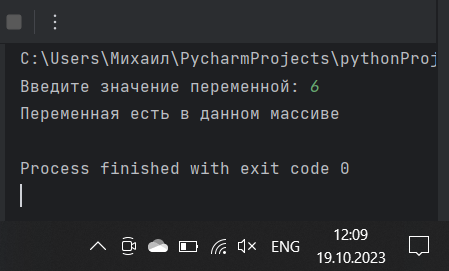 C:\Users\Михаил\PycharmProjects\pythonProj
Введите значение переменной: 6
Переменная есть в данном массиве
Process finished with exit code 0
ENG
12:09
19.10.2023